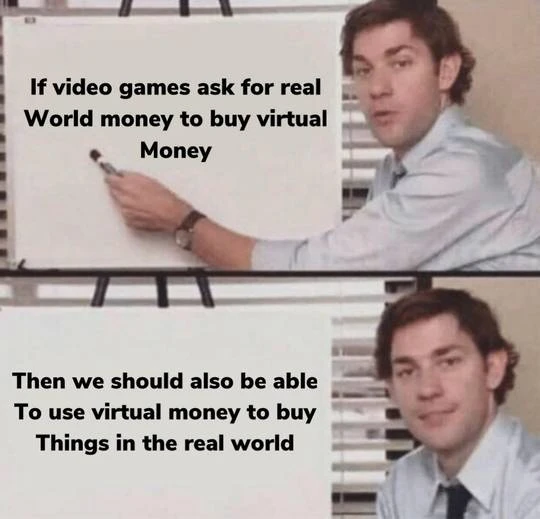 If video games ask for real
World money to buy virtual
Money
Then we should also be able
To use virtual money to buy
Things in the real world